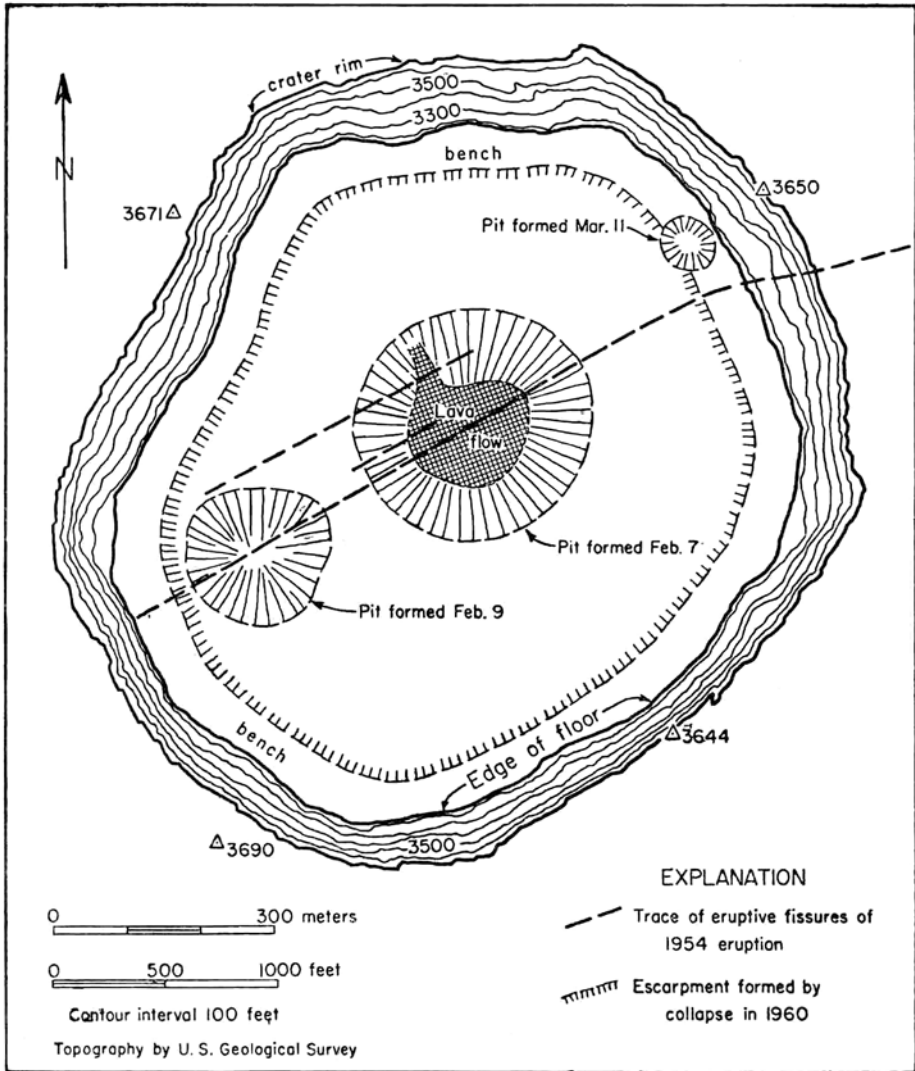 crater rim
3500
3300
N
bench
3671
3650
Pit formed Mar. 11
Lava
flow
Pit formed Feb. 7
Pit formed Feb. 9
Edge of floor
bench
3644
3690
3500
EXPLANATION
Trace of eruptive fissures of
1954 eruption
Escarpment formed by
collapse in 1960
0 300 meters
0 500 1000 feet
Contour interval 100 feet
Topography by U. S. Geological Survey